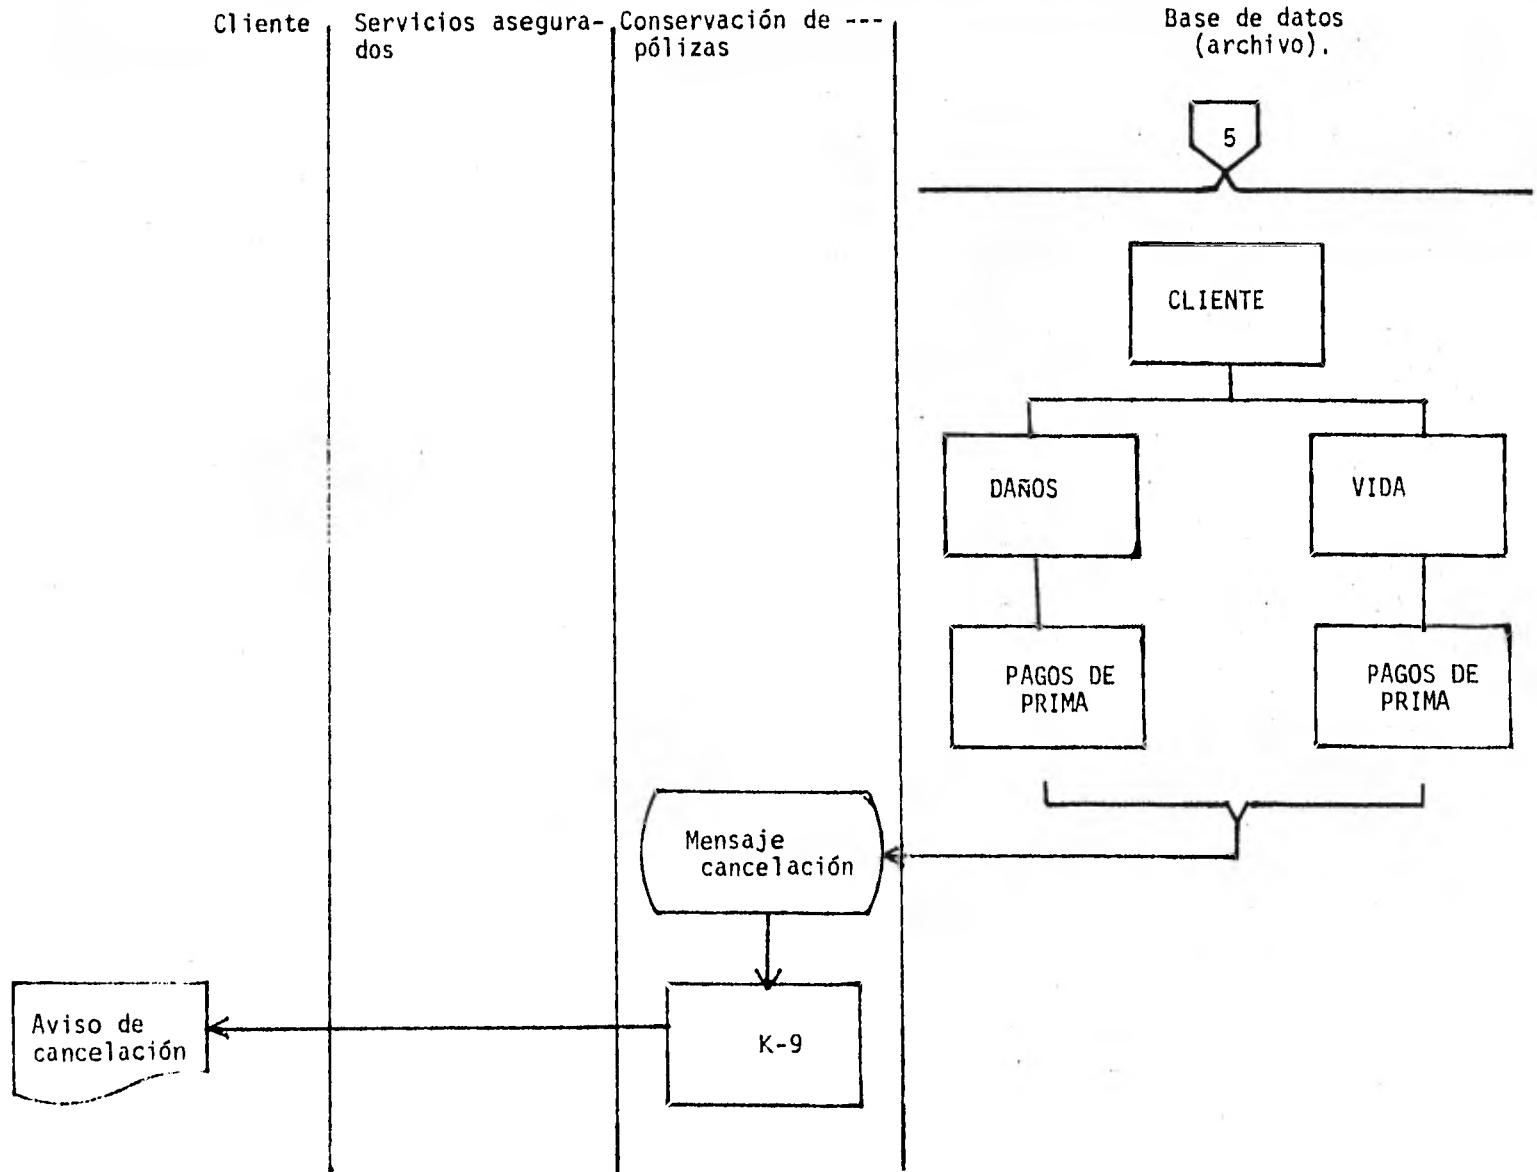 Cliente
Servicios asegura-
dos
Conservación de ---
pólizas
Base de datos
(archivo).
5
CLIENTE
DAÑOS
VIDA
PAGOS DE
PRIMA
PAGOS DE
PRIMA
Mensaje
cancelación
Aviso de
cancelación
K-9